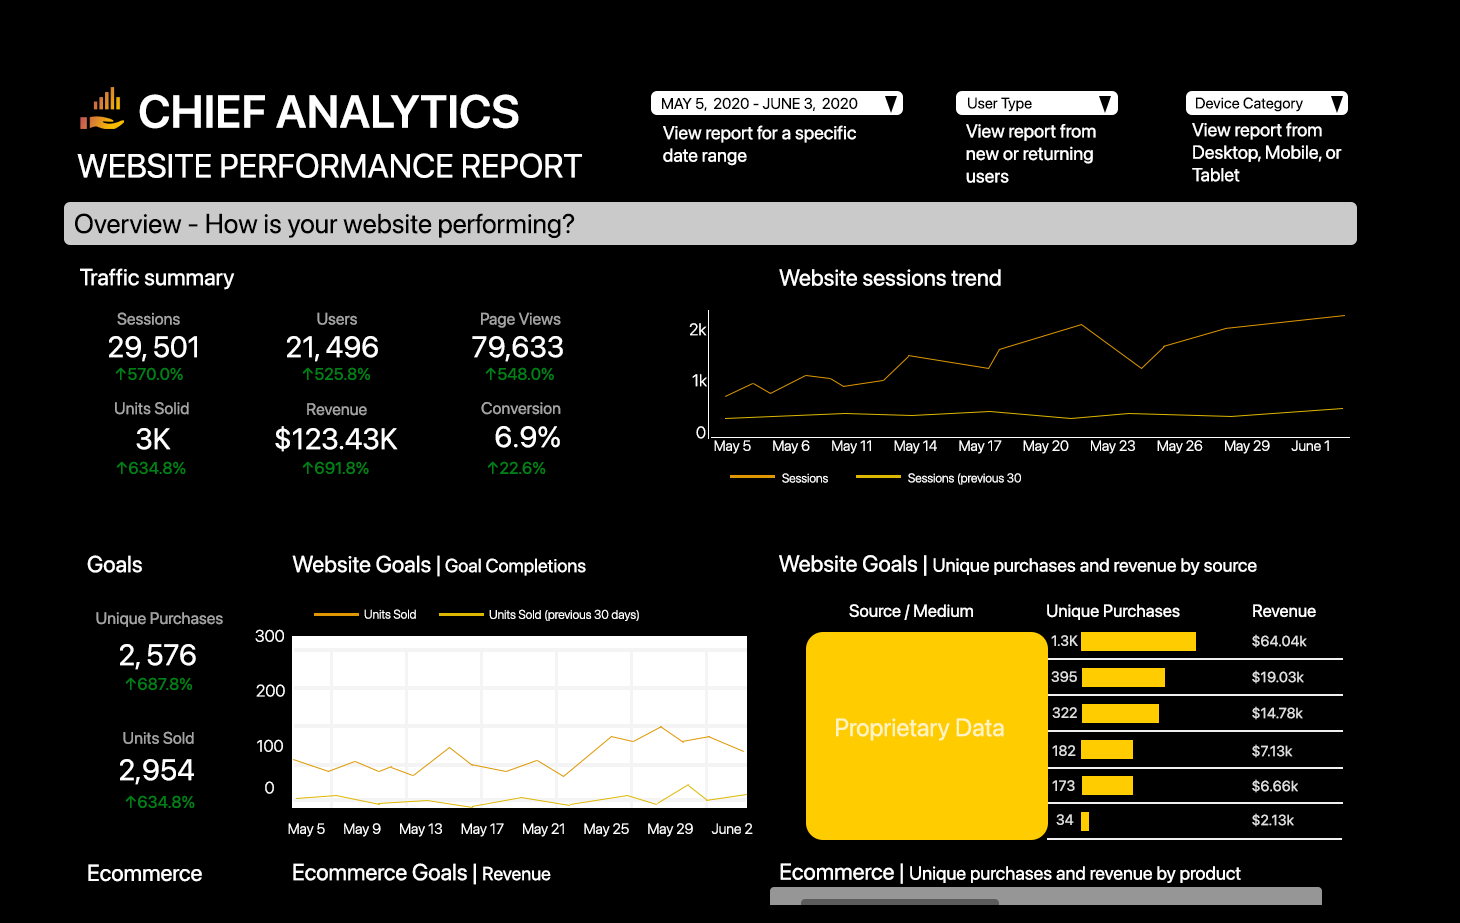 CHIEF ANALYTICS
WEBSITE PERFORMANCE REPORT
MAY 5, 2020 - JUNE 3, 2020
View report for a specific
date range
User Type
View report from
new or returning
users
Device Category
View report from
Desktop, Mobile, or
Tablet
Overview - How is your website performing?
Traffic summary
Sessions
29, 501
↑570.0%
Users
21, 496
↑525.8%
Page Views
79,633
↑548.0%
Units Solid
3K
↑634.8%
Revenue
$123.43K
↑691.8%
Conversion
6.9%
↑22.6%
Website sessions trend
2k
1k
0
May 5 May 6 May 11 May 14 May 17 May 20 May 23 May 26 May 29 June 1
Sessions Sessions (previous 30
Goals
Unique Purchases
2, 576
↑687.8%
Units Sold
2,954
↑634.8%
Website Goals | Goal Completions
Units Sold Units Sold (previous 30 days)
300
200
100
0
May 5 May 9 May 13 May 17 May 21 May 25 May 29 June 2
Website Goals | Unique purchases and revenue by source
Source / Medium Unique Purchases Revenue
Proprietary Data
1.3K $64.04k
395 $19.03k
322 $14.78k
182 $7.13k
173 $6.66k
34 $2.13k
Ecommerce
Ecommerce Goals | Revenue
Ecommerce | Unique purchases and revenue by product